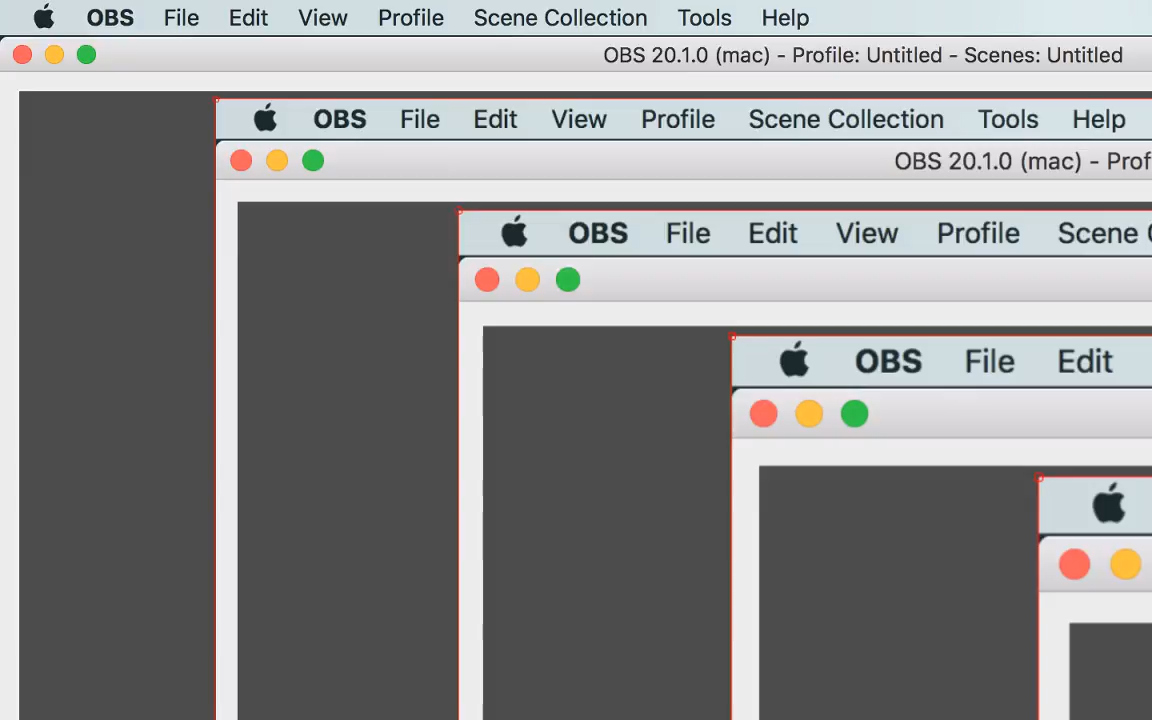 OBS File Edit View Profile Scene Collection Tools Help
OBS 20.1.0 (mac) - Profile: Untitled - Scenes: Untitled
OBS File Edit View Profile Scene Collection Tools Help
OBS 20.1.0 (mac) - Prof
OBS File Edit View Profile Scene
OBS File Edit